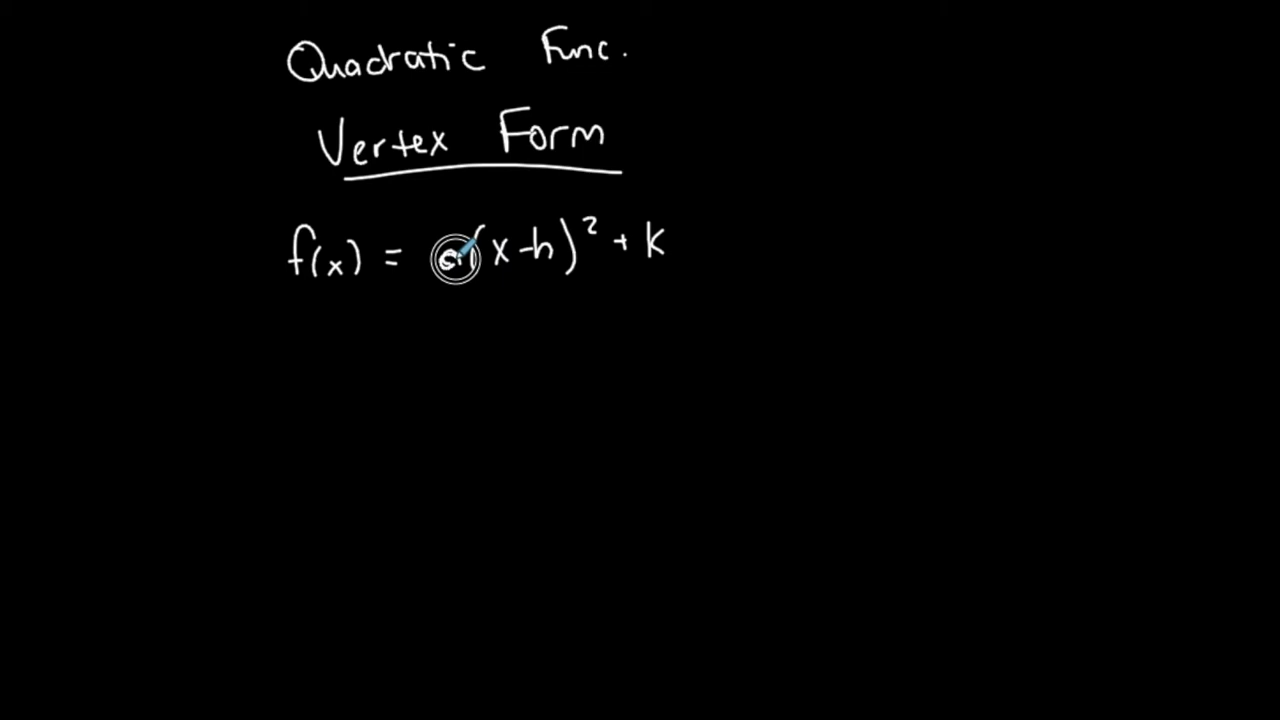 Quadratic Func.
Vertex Form
f(x) = a(x-h)² + k